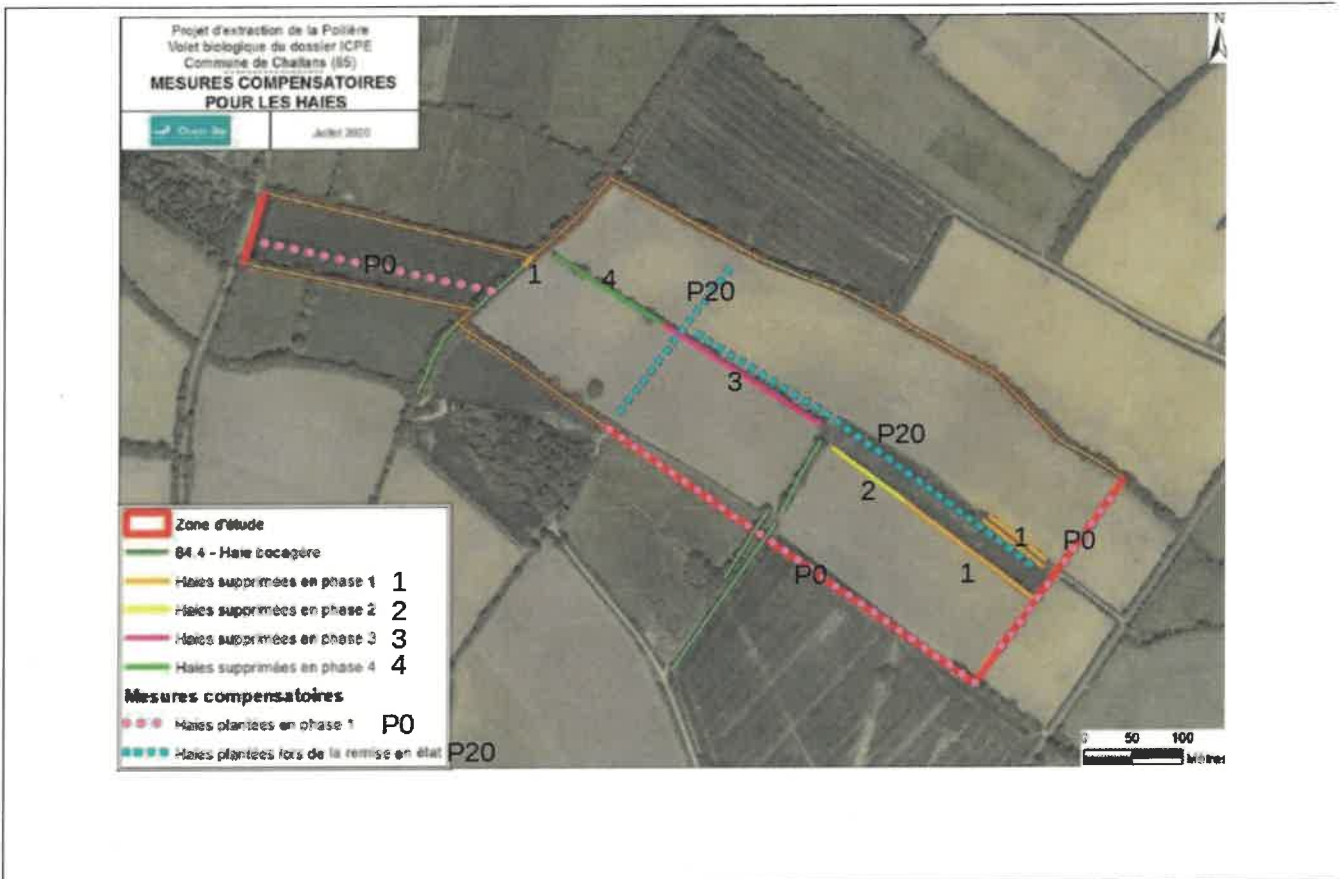 Projet d'extraction de la Poilière
Volet biologique du dossier ICPE
Commune de Challans (85)
MESURES COMPENSATOIRES
POUR LES HAIES
Juillet 2020
N
P0
1
4
P20
3
P20
2
1
P0
1
P0
Zone d'étude
84.4 - Haie bocagère
Haies supprimées en phase 1 1
Haies supprimées en phase 2 2
Haies supprimées en phase 3 3
Haies supprimées en phase 4 4
Mesures compensatoires
Haies plantées en phase 1 P0
Haies plantées lors de la remise en état P20
0 50 100
Mètres